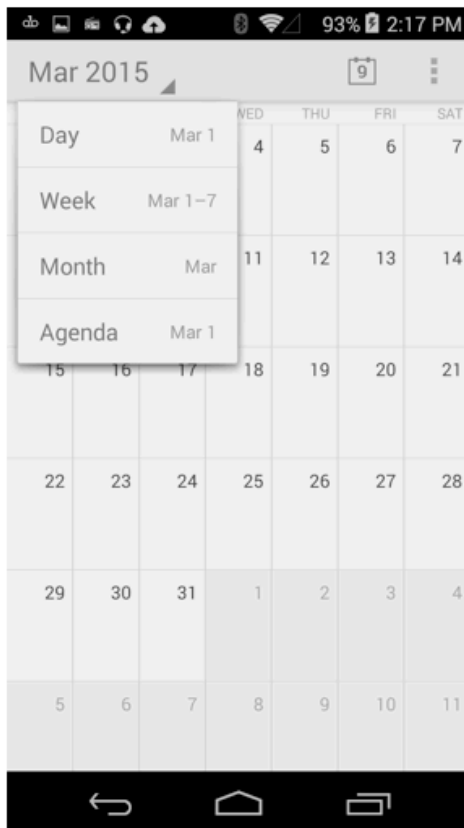 93% 2:17 PM
Mar 2015 9
WED THU FRI SAT
Day Mar 1
4 5 6 7
Week Mar 1–7
Month Mar
11 12 13 14
Agenda Mar 1
15 16 17 18 19 20 21
22 23 24 25 26 27 28
29 30 31 1 2 3 4
5 6 7 8 9 10 11